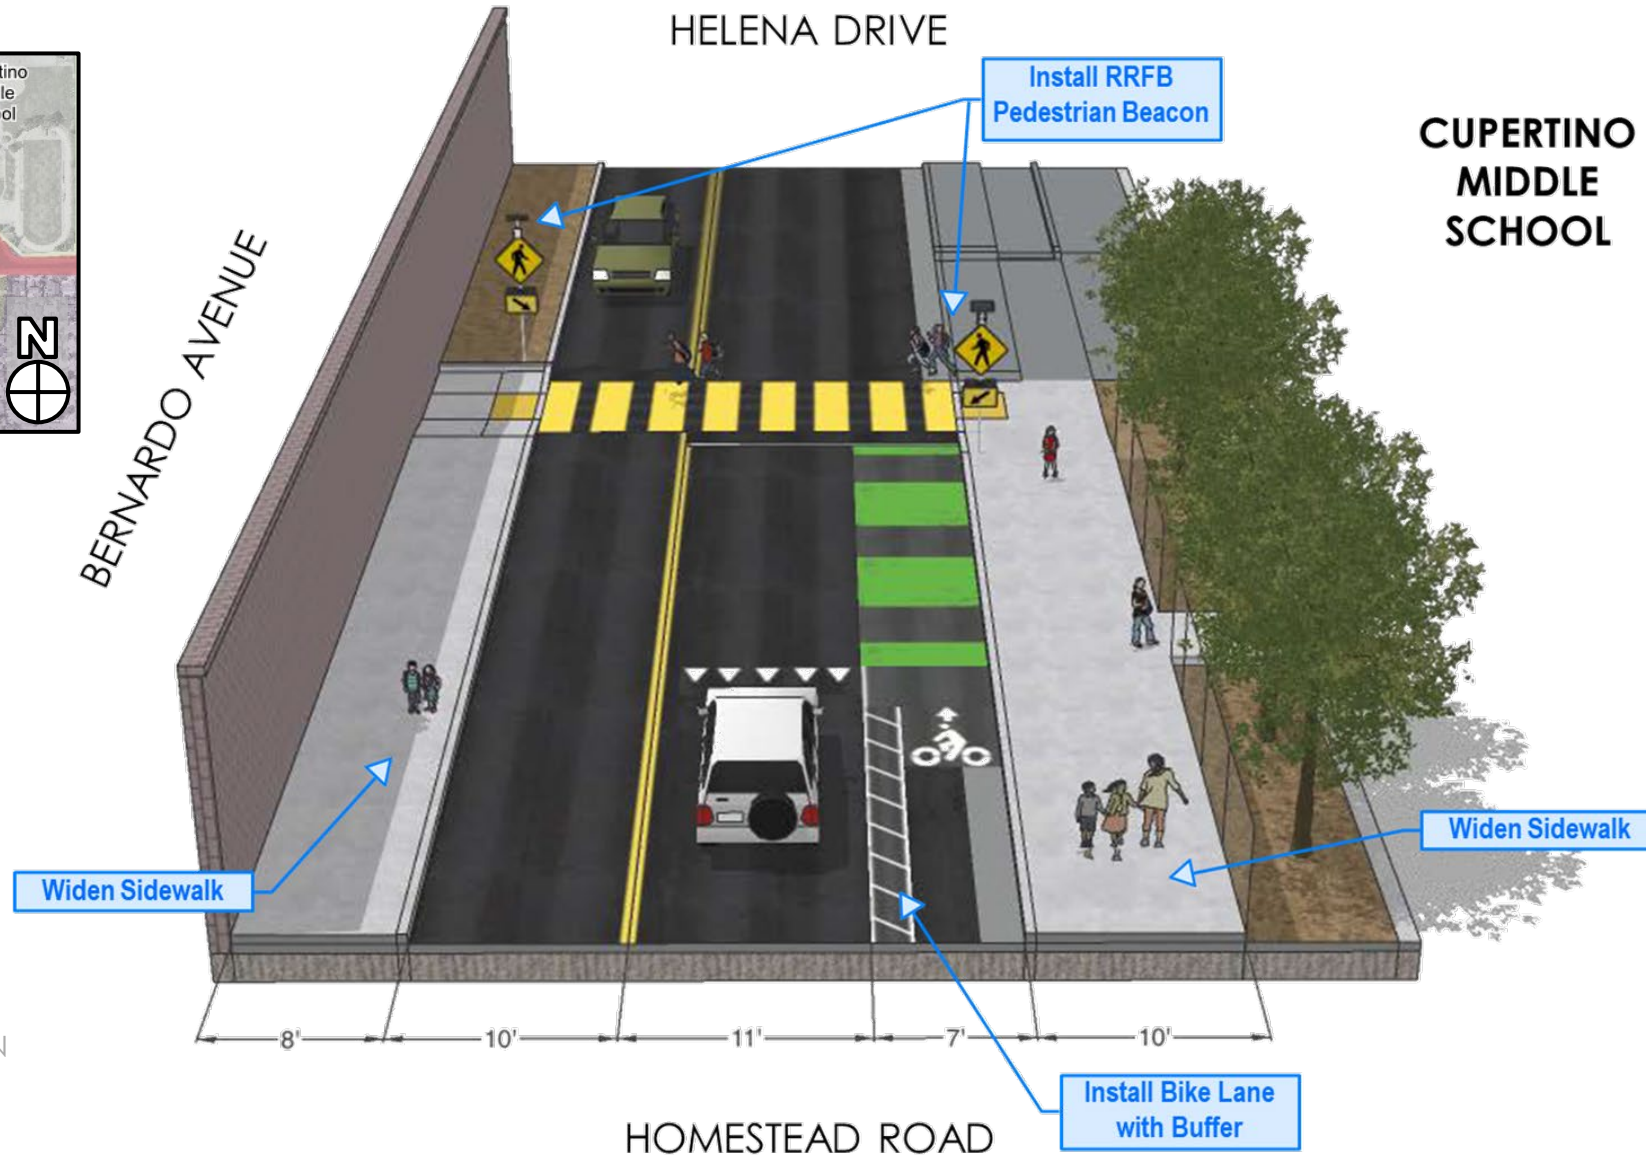 HELENA DRIVE
Install RRFB
Pedestrian Beacon
CUPERTINO
MIDDLE
SCHOOL
N
BERNARDO AVENUE
Widen Sidewalk
Widen Sidewalk
8'
10'
11'
7'
10'
Install Bike Lane
with Buffer
HOMESTEAD ROAD